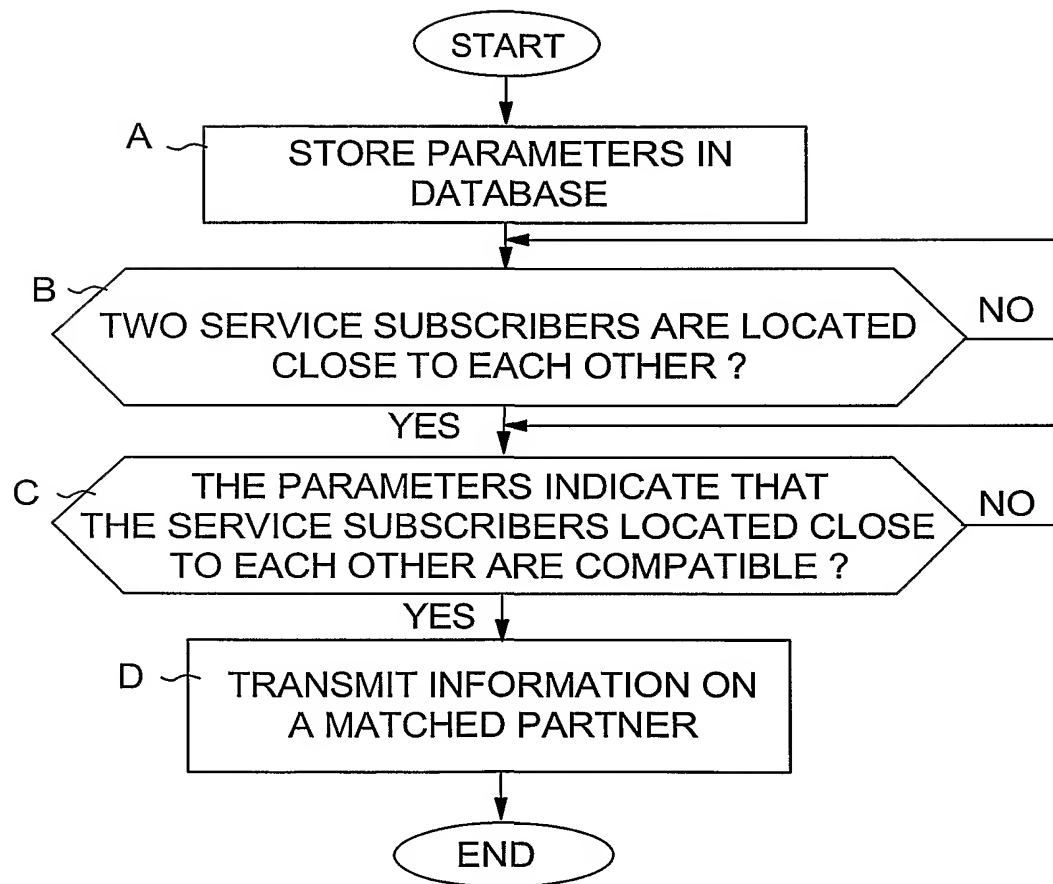 START
A
STORE PARAMETERS IN
DATABASE
B
TWO SERVICE SUBSCRIBERS ARE LOCATED
CLOSE TO EACH OTHER ?
NO
YES
C
THE PARAMETERS INDICATE THAT
THE SERVICE SUBSCRIBERS LOCATED CLOSE
TO EACH OTHER ARE COMPATIBLE ?
NO
YES
D
TRANSMIT INFORMATION ON
A MATCHED PARTNER
END